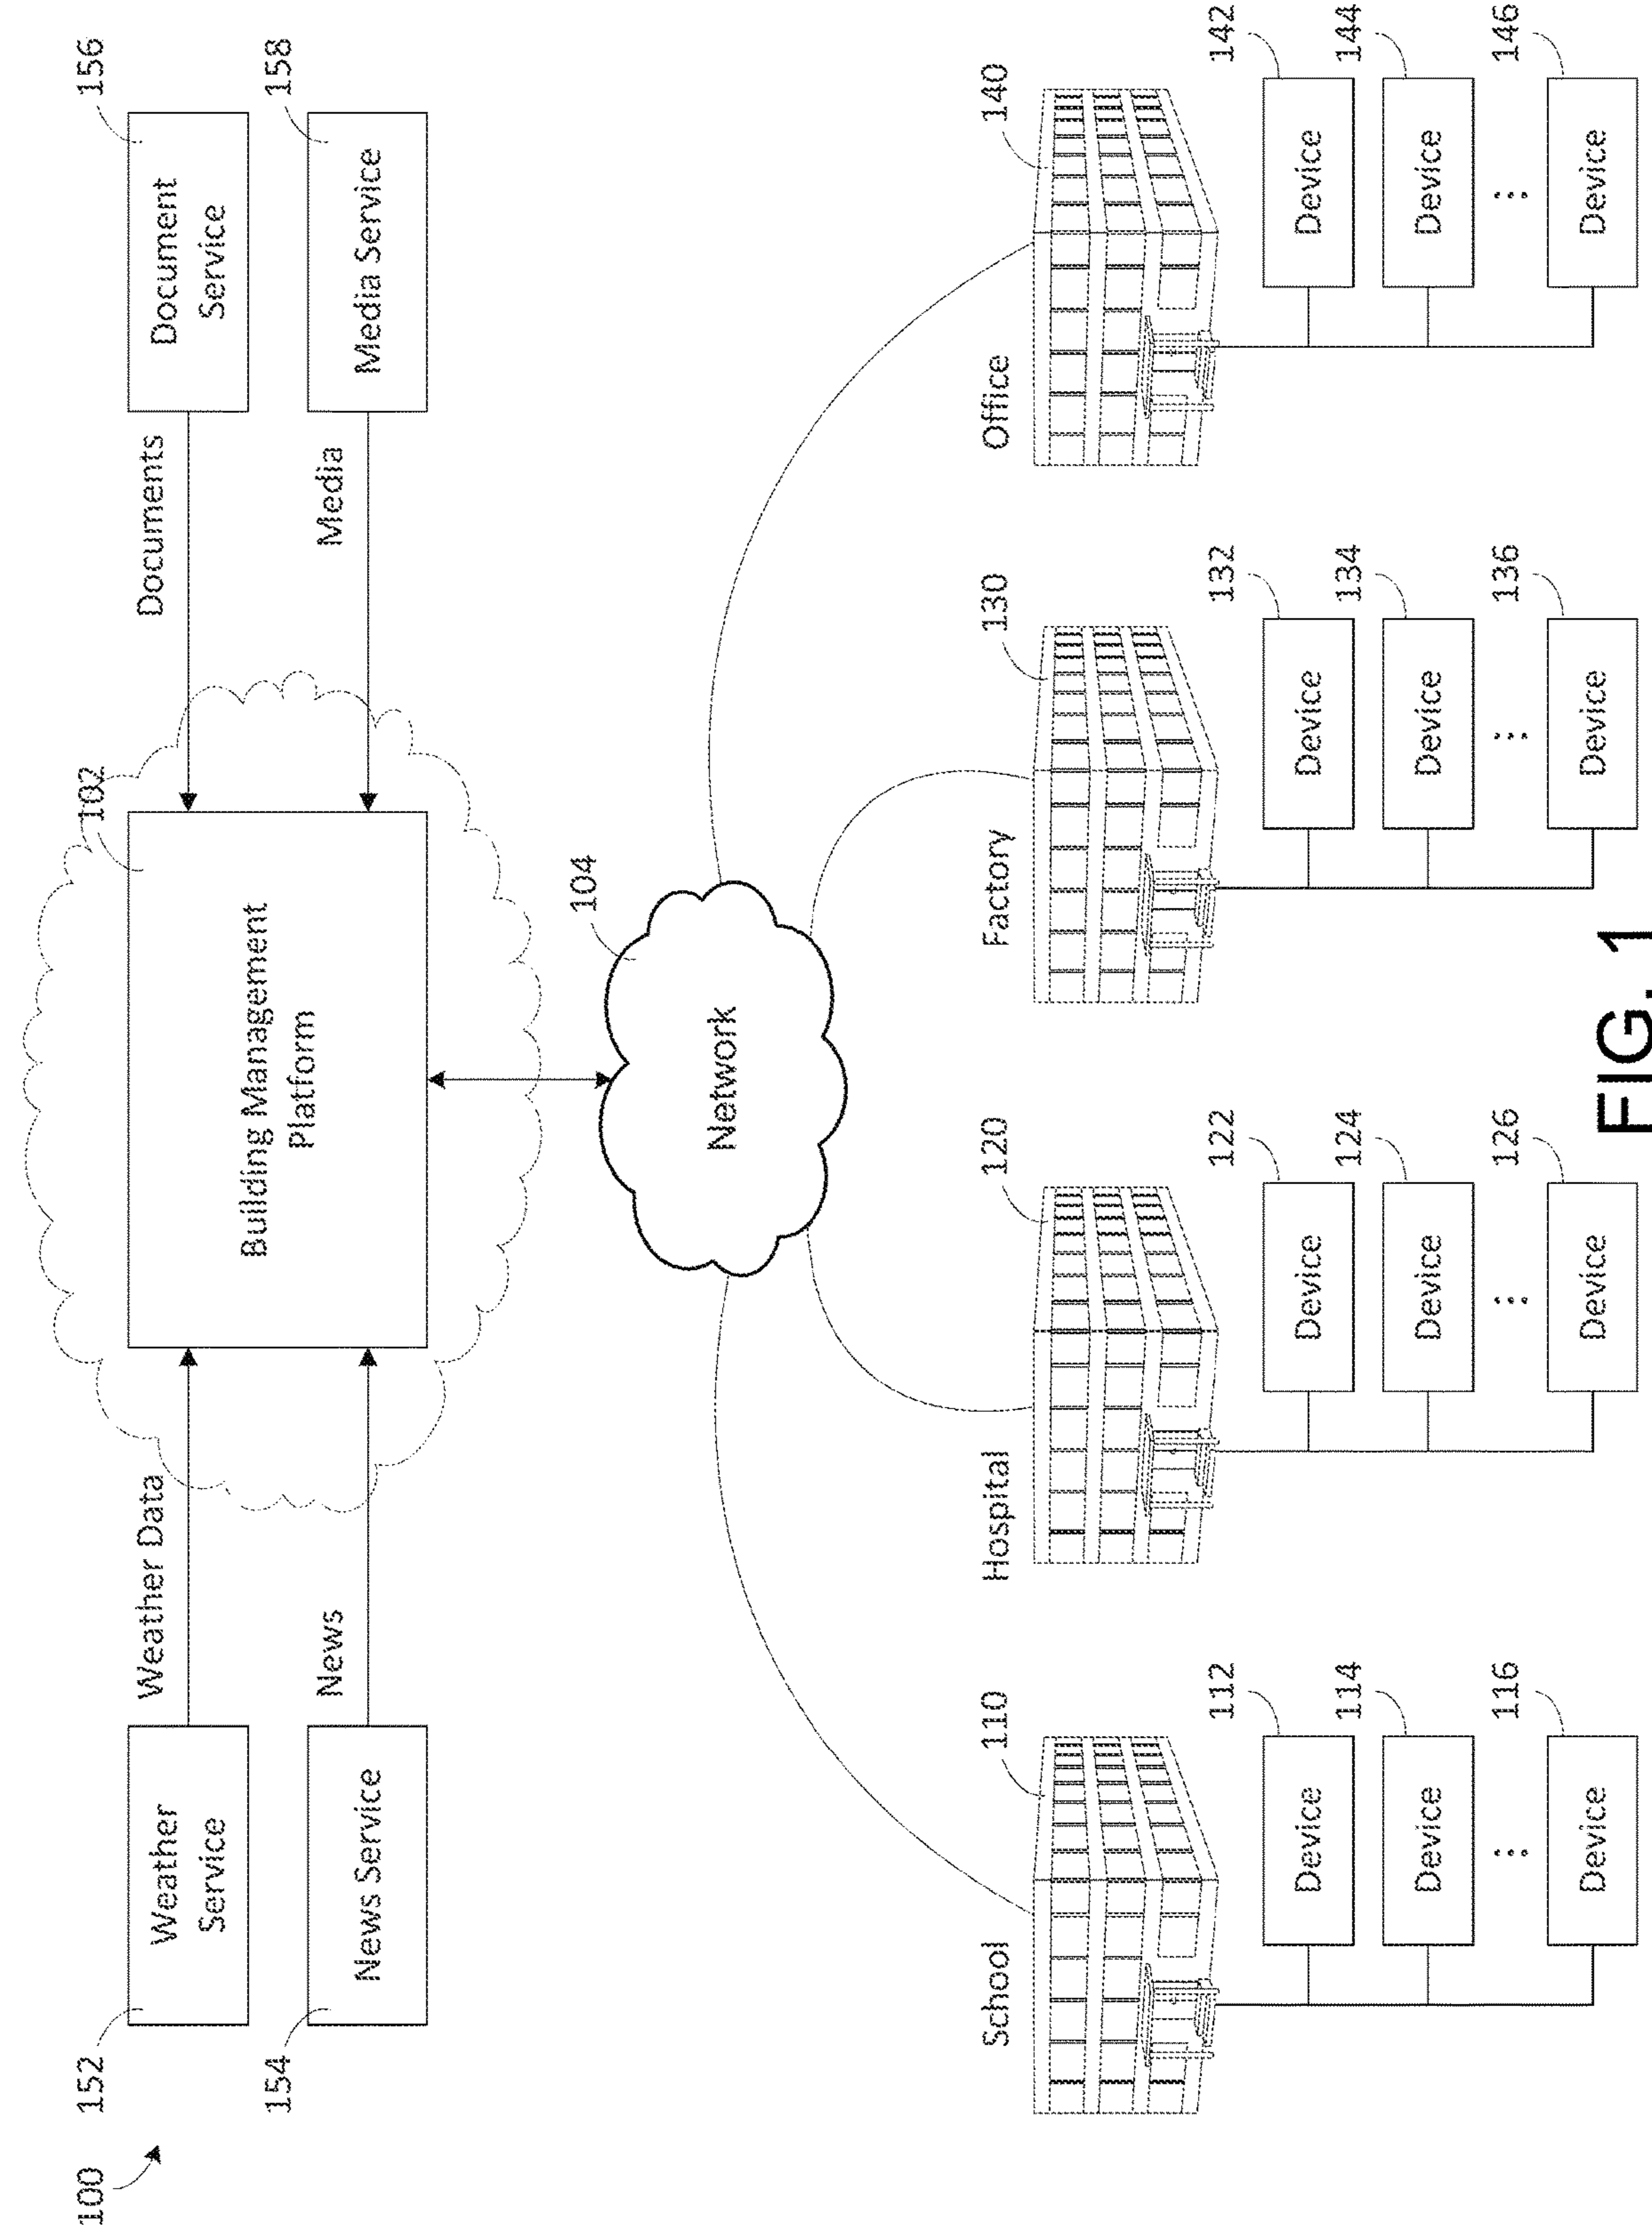 100
152
Weather
Service
Weather Data
154
News Service
News
102
Building Management
Platform
156
Document
Service
Documents
158
Media Service
Media
104
Network
School
110
Hospital
120
Factory
130
Office
140
Device
112
Device
114
Device
116
Device
122
Device
124
Device
126
Device
132
Device
134
Device
136
Device
142
Device
144
Device
146
FIG. 1